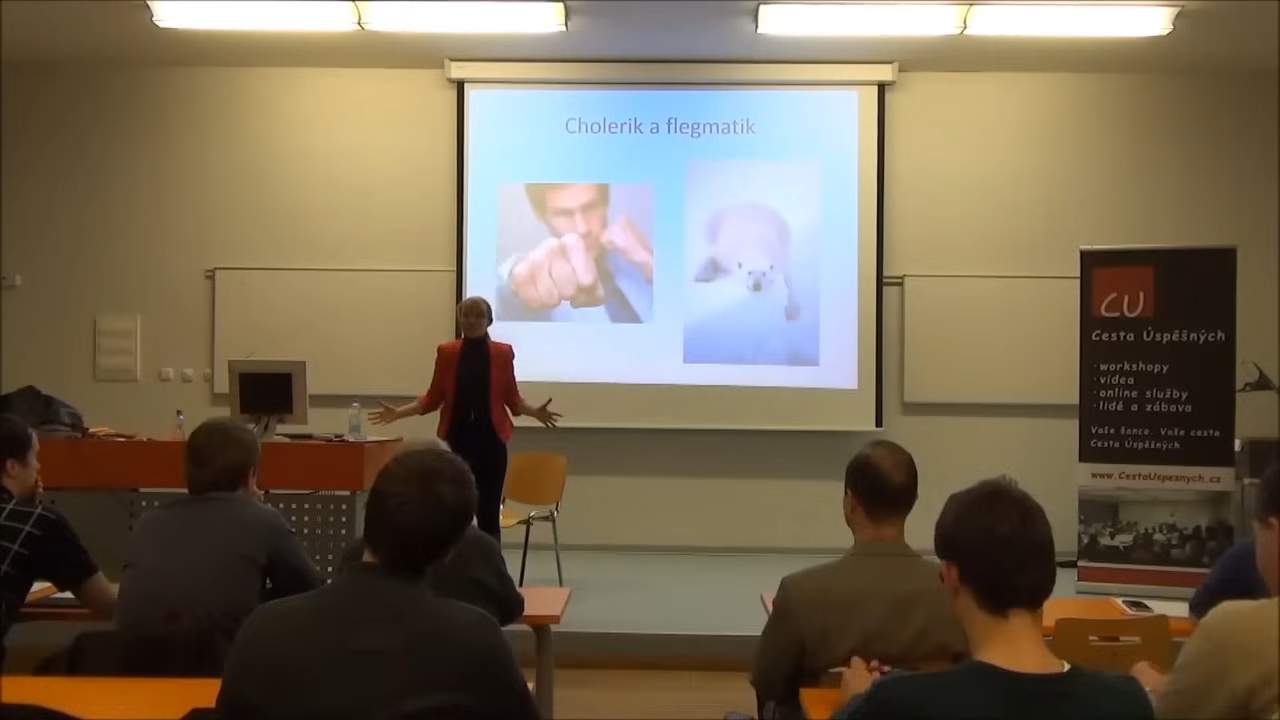 Cholerik a flegmatik
CU
Cesta Úspěšných
· workshopy
· videa
· online služby
· lidé a zábava
Vaše šance. Vaše cesta
Cesta Úspěšných
www.CestaUspesnych.cz